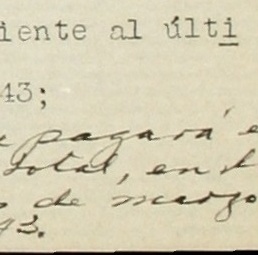 iente al últi
43;
pagará e
total, en l
de marzo
43.